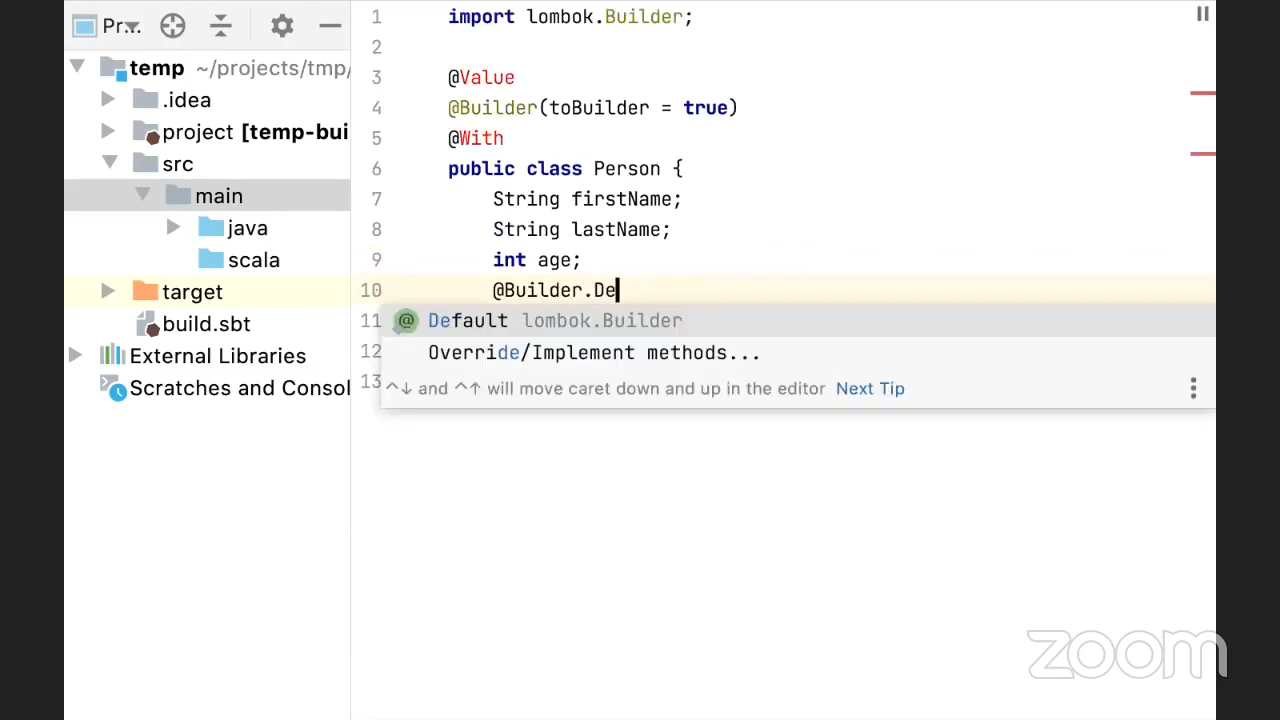 Pr...
temp ~/projects/tmp/
.idea
project [temp-bui
src
main
java
scala
target
build.sbt
External Libraries
Scratches and Consol
1 import lombok.Builder;
2
3 @Value
4 @Builder(toBuilder = true)
5 @With
6 public class Person {
7 String firstName;
8 String lastName;
9 int age;
10 @Builder.De
11 @ Default lombok.Builder
12 Override/Implement methods...
13 ^↓ and ^↑ will move caret down and up in the editor Next Tip
zoom